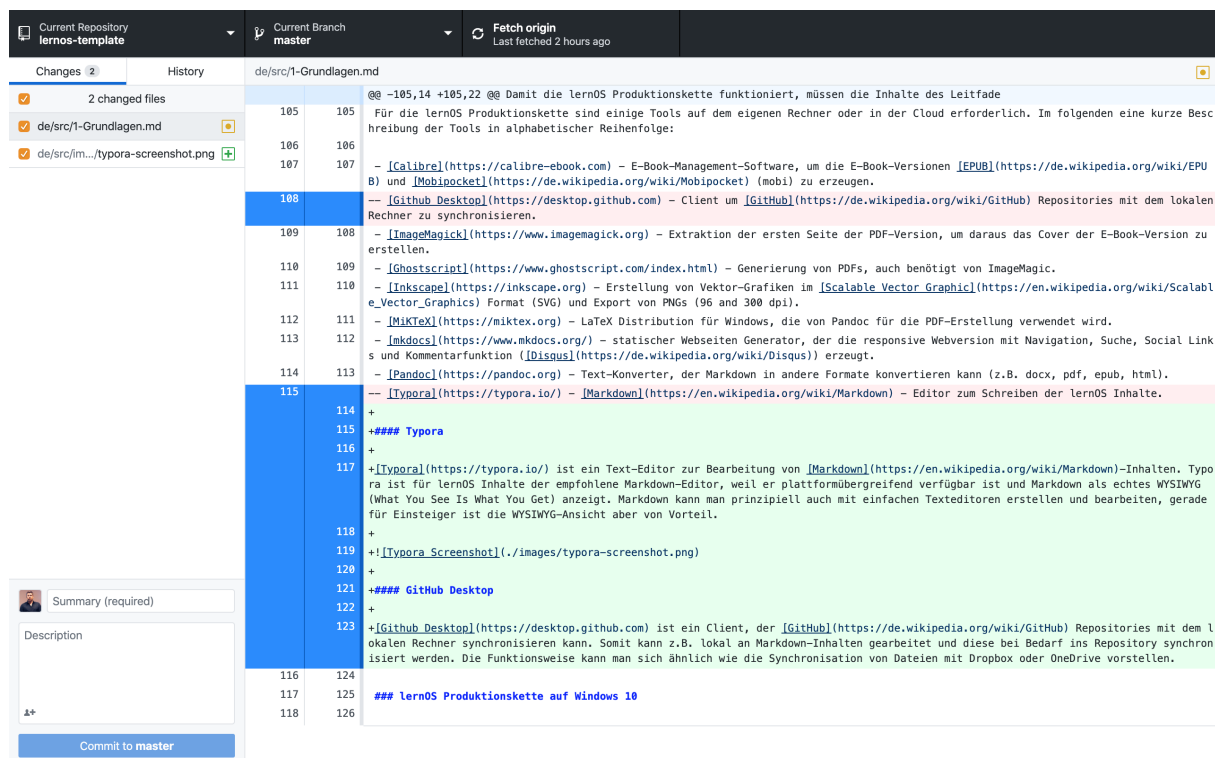 Current Repository
lernos-template
Current Branch
master
Fetch origin
Last fetched 2 hours ago
Changes 2
History
2 changed files
de/src/1-Grundlagen.md
de/src/im.../typora-screenshot.png
Summary (required)
Description
Commit to master
de/src/1-Grundlagen.md
@@ -105,14 +105,22 @@ Damit die lernOS Produktionskette funktioniert, müssen die Inhalte des Leitfade
105 105 Für die lernOS Produktionskette sind einige Tools auf dem eigenen Rechner oder in der Cloud erforderlich. Im folgenden eine kurze Besc
hreibung der Tools in alphabetischer Reihenfolge:
106 106
107 107 - [Calibre](https://calibre-ebook.com) - E-Book-Management-Software, um die E-Book-Versionen [EPUB](https://de.wikipedia.org/wiki/EPU
B) und [Mobipocket](https://de.wikipedia.org/wiki/Mobipocket) (mobi) zu erzeugen.
108 -- [Github Desktop](https://desktop.github.com) - Client um [GitHub](https://de.wikipedia.org/wiki/GitHub) Repositories mit dem lokalen
Rechner zu synchronisieren.
109 108 - [ImageMagick](https://www.imagemagick.org) - Extraktion der ersten Seite der PDF-Version, um daraus das Cover der E-Book-Version zu
erstellen.
110 109 - [Ghostscript](https://www.ghostscript.com/index.html) - Generierung von PDFs, auch benötigt von ImageMagic.
111 110 - [Inkscape](https://inkscape.org) - Erstellung von Vektor-Grafiken im [Scalable Vector Graphic](https://en.wikipedia.org/wiki/Scalabl
e_Vector_Graphics) Format (SVG) und Export von PNGs (96 and 300 dpi).
112 111 - [MiKTeX](https://miktex.org) - LaTeX Distribution für Windows, die von Pandoc für die PDF-Erstellung verwendet wird.
113 112 - [mkdocs](https://www.mkdocs.org/) - statischer Webseiten Generator, der die responsive Webversion mit Navigation, Suche, Social Link
s und Kommentarfunktion ([Disqus](https://de.wikipedia.org/wiki/Disqus)) erzeugt.
114 113 - [Pandoc](https://pandoc.org) - Text-Konverter, der Markdown in andere Formate konvertieren kann (z.B. docx, pdf, epub, html).
115 -- [Typora](https://typora.io/) - [Markdown](https://en.wikipedia.org/wiki/Markdown) - Editor zum Schreiben der lernOS Inhalte.
114 +
115 +#### Typora
116 +
117 +[Typora](https://typora.io/) ist ein Text-Editor zur Bearbeitung von [Markdown](https://en.wikipedia.org/wiki/Markdown)-Inhalten. Typo
ra ist für lernOS Inhalte der empfohlene Markdown-Editor, weil er plattformübergreifend verfügbar ist und Markdown als echtes WYSIWYG
(What You See Is What You Get) anzeigt. Markdown kann man prinzipiell auch mit einfachen Texteditoren erstellen und bearbeiten, gerade
für Einsteiger ist die WYSIWYG-Ansicht aber von Vorteil.
118 +
119 +![Typora Screenshot](./images/typora-screenshot.png)
120 +
121 +#### GitHub Desktop
122 +
123 +[Github Desktop](https://desktop.github.com) ist ein Client, der [GitHub](https://de.wikipedia.org/wiki/GitHub) Repositories mit dem l
okalen Rechner synchronisieren kann. Somit kann z.B. lokal an Markdown-Inhalten gearbeitet und diese bei Bedarf ins Repository synchron
isiert werden. Die Funktionsweise kann man sich ähnlich wie die Synchronisation von Dateien mit Dropbox oder OneDrive vorstellen.
116 124
117 125 ### lernOS Produktionskette auf Windows 10
118 126